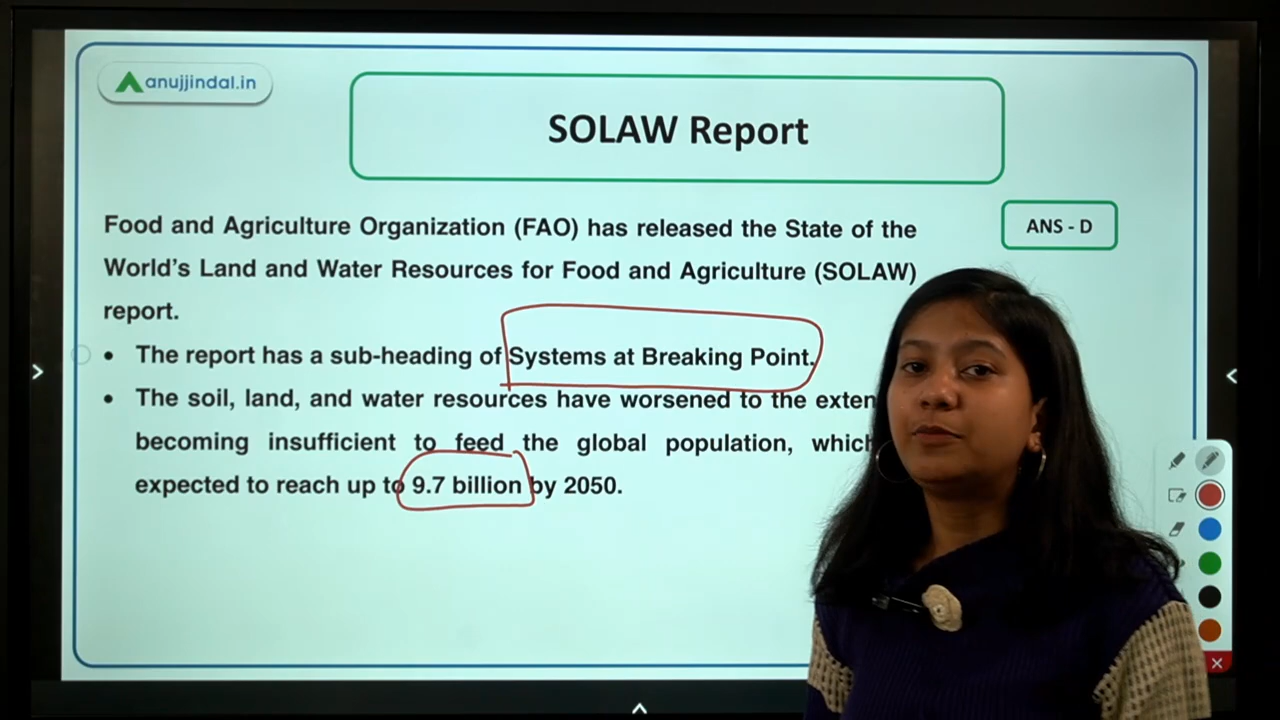 anujjindal.in
SOLAW Report
ANS - D
Food and Agriculture Organization (FAO) has released the State of the
World's Land and Water Resources for Food and Agriculture (SOLAW)
report.
• The report has a sub-heading of Systems at Breaking Point.
• The soil, land, and water resources have worsened to the exten
becoming insufficient to feed the global population, which
expected to reach up to 9.7 billion by 2050.